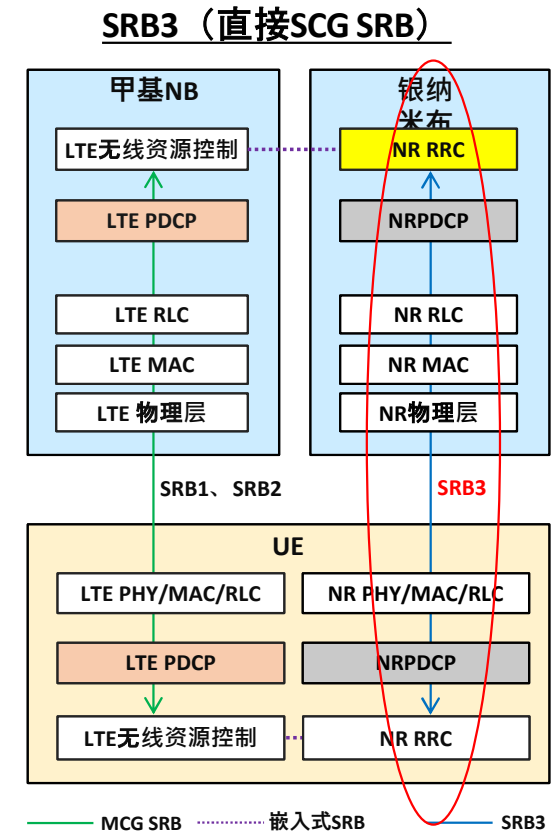 SRB3（直接SCG SRB）
甲基NB
银纳
米布
LTE无线资源控制
NR RRC
LTE PDCP
NRPDCP
LTE RLC
NR RLC
LTE MAC
NR MAC
LTE 物理层
NR物理层
SRB1、SRB2
SRB3
UE
LTE PHY/MAC/RLC
NR PHY/MAC/RLC
LTE PDCP
NRPDCP
LTE无线资源控制
NR RRC
MCG SRB
嵌入式SRB
SRB3